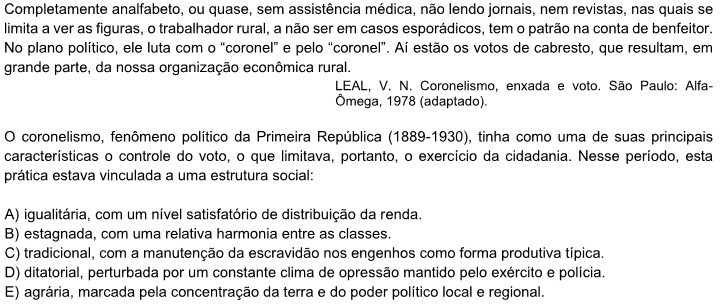 Completamente analfabeto, ou quase, sem assistência médica, não lendo jornais, nem revistas, nas quais se
limita a ver as figuras, o trabalhador rural, a não ser em casos esporádicos, tem o patrão na conta de benfeitor.
No plano político, ele luta com o “coronel” e pelo “coronel”. Aí estão os votos de cabresto, que resultam, em
grande parte, da nossa organização econômica rural.
LEAL, V. N. Coronelismo, enxada e voto. São Paulo: Alfa-
Ômega, 1978 (adaptado).
O coronelismo, fenômeno político da Primeira República (1889-1930), tinha como uma de suas principais
características o controle do voto, o que limitava, portanto, o exercício da cidadania. Nesse período, esta
prática estava vinculada a uma estrutura social:
A) igualitária, com um nível satisfatório de distribuição da renda.
B) estagnada, com uma relativa harmonia entre as classes.
C) tradicional, com a manutenção da escravidão nos engenhos como forma produtiva típica.
D) ditatorial, perturbada por um constante clima de opressão mantido pelo exército e polícia.
E) agrária, marcada pela concentração da terra e do poder político local e regional.